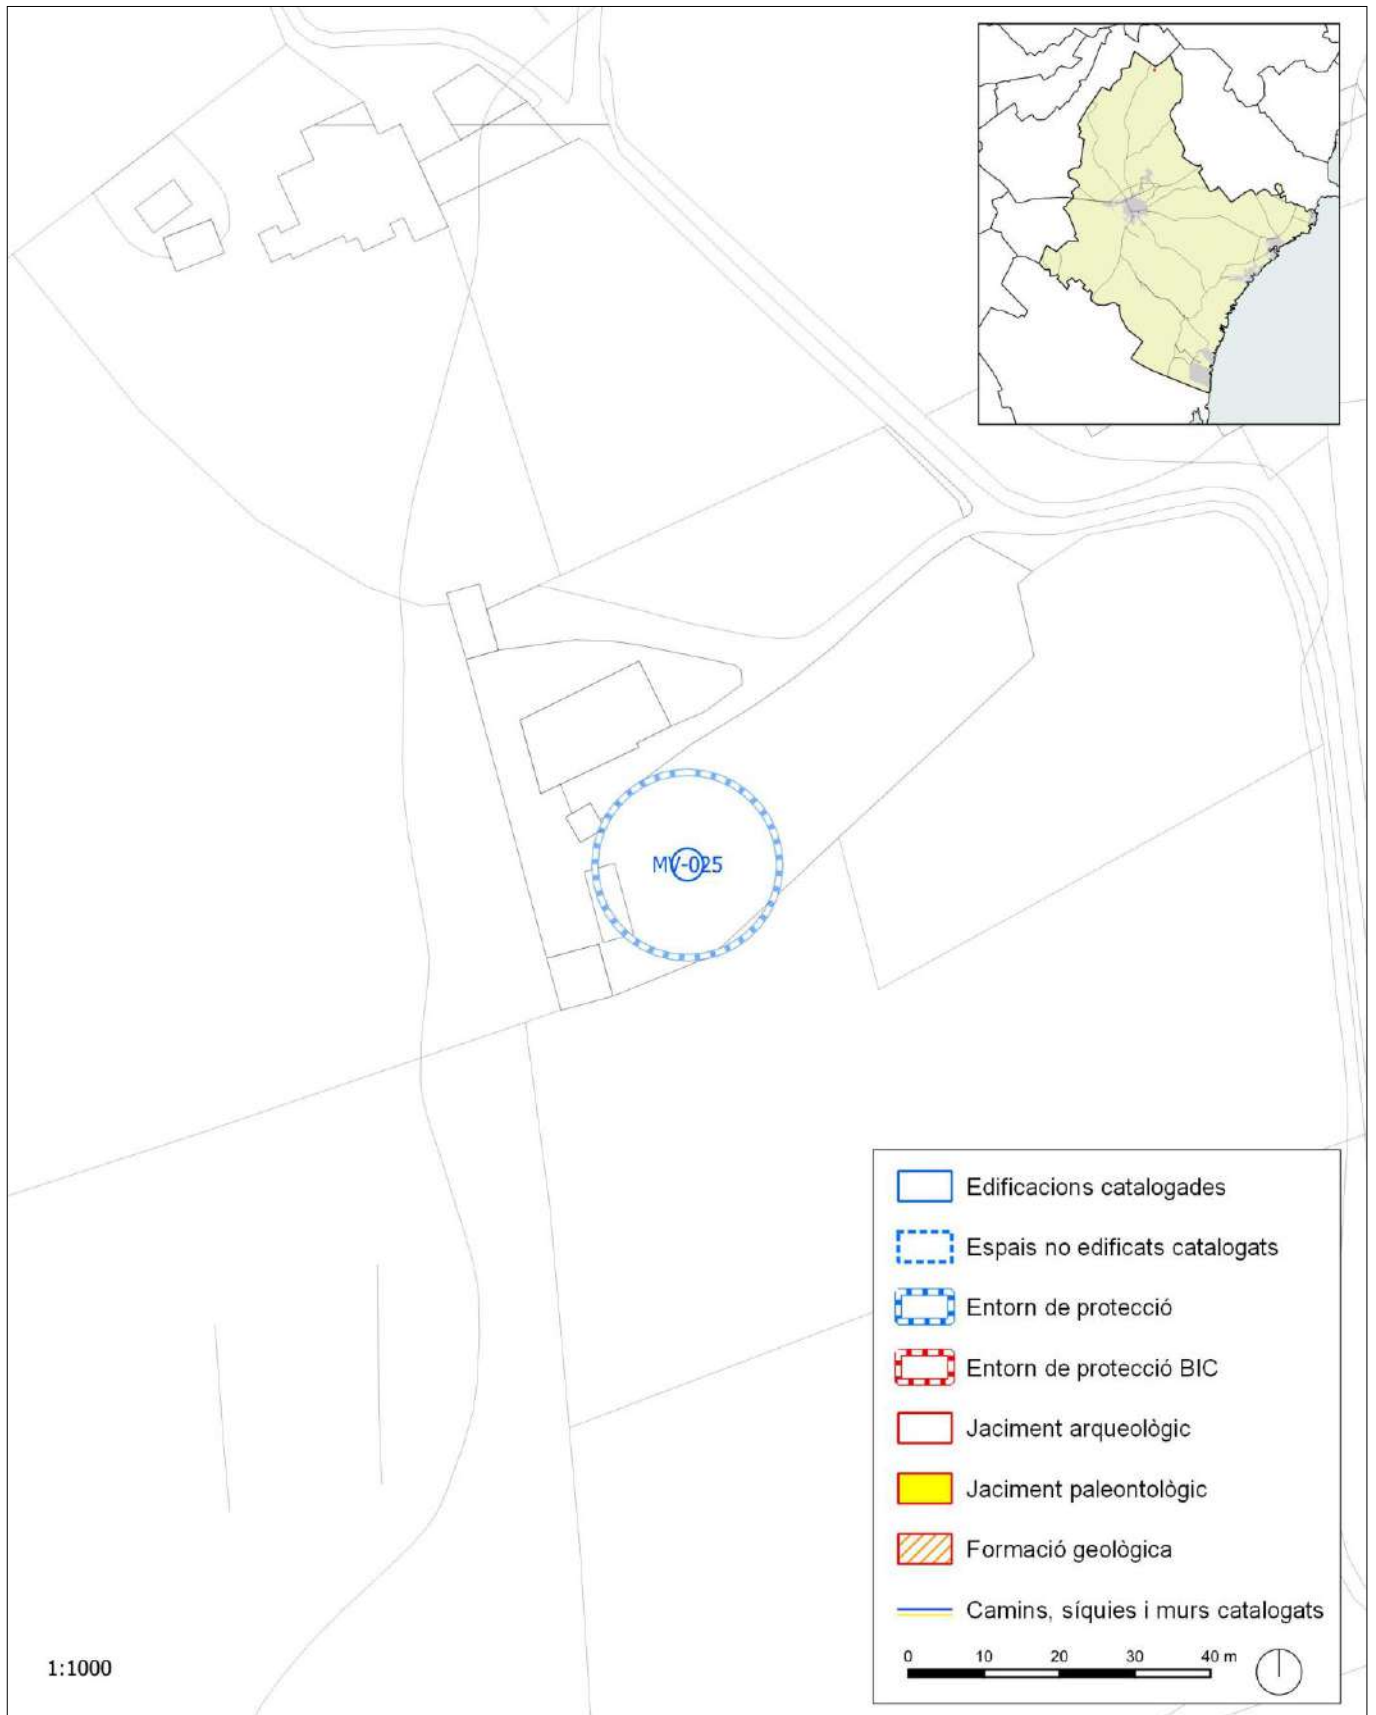 MV-025
Edificacions catalogades
Espais no edificats catalogats
Entorn de protecció
Entorn de protecció BIC
Jaciment arqueològic
Jaciment paleontològic
Formació geològica
Camins, síquies i murs catalogats
0 10 20 30 40 m
1:1000